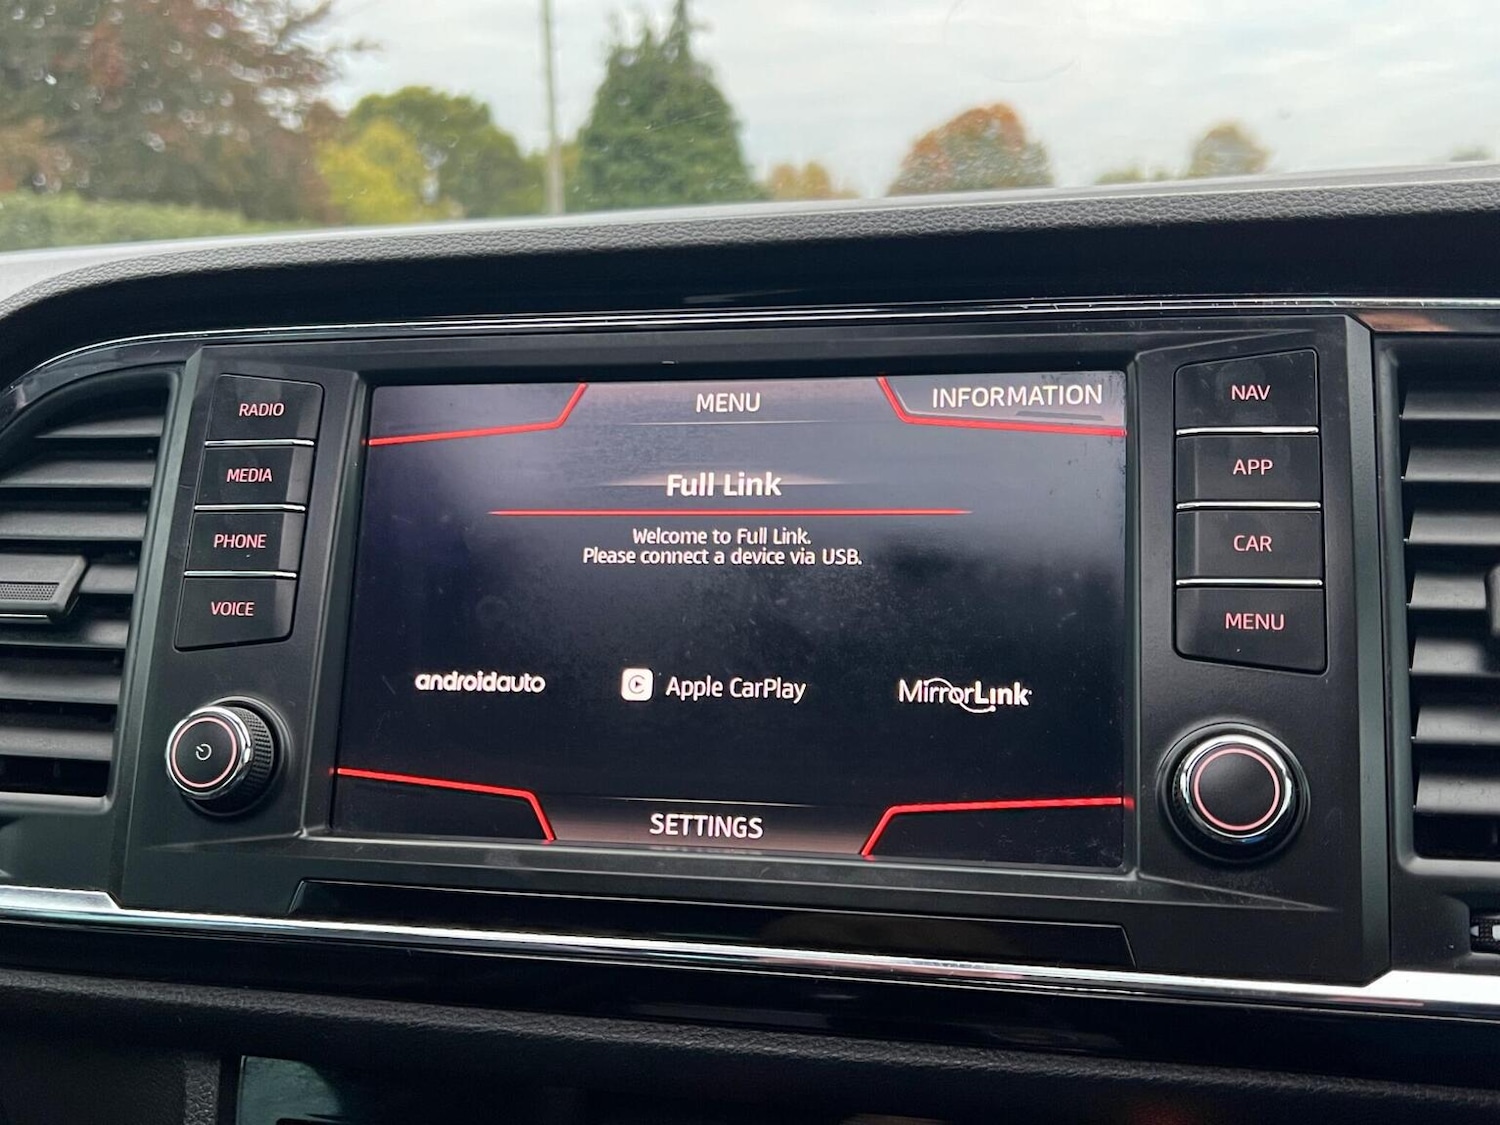 RADIO
MEDIA
PHONE
VOICE
MENU
INFORMATION
Full Link
Welcome to Full Link.
Please connect a device via USB.
androidauto
Apple CarPlay
MirrorLink
SETTINGS
NAV
APP
CAR
MENU